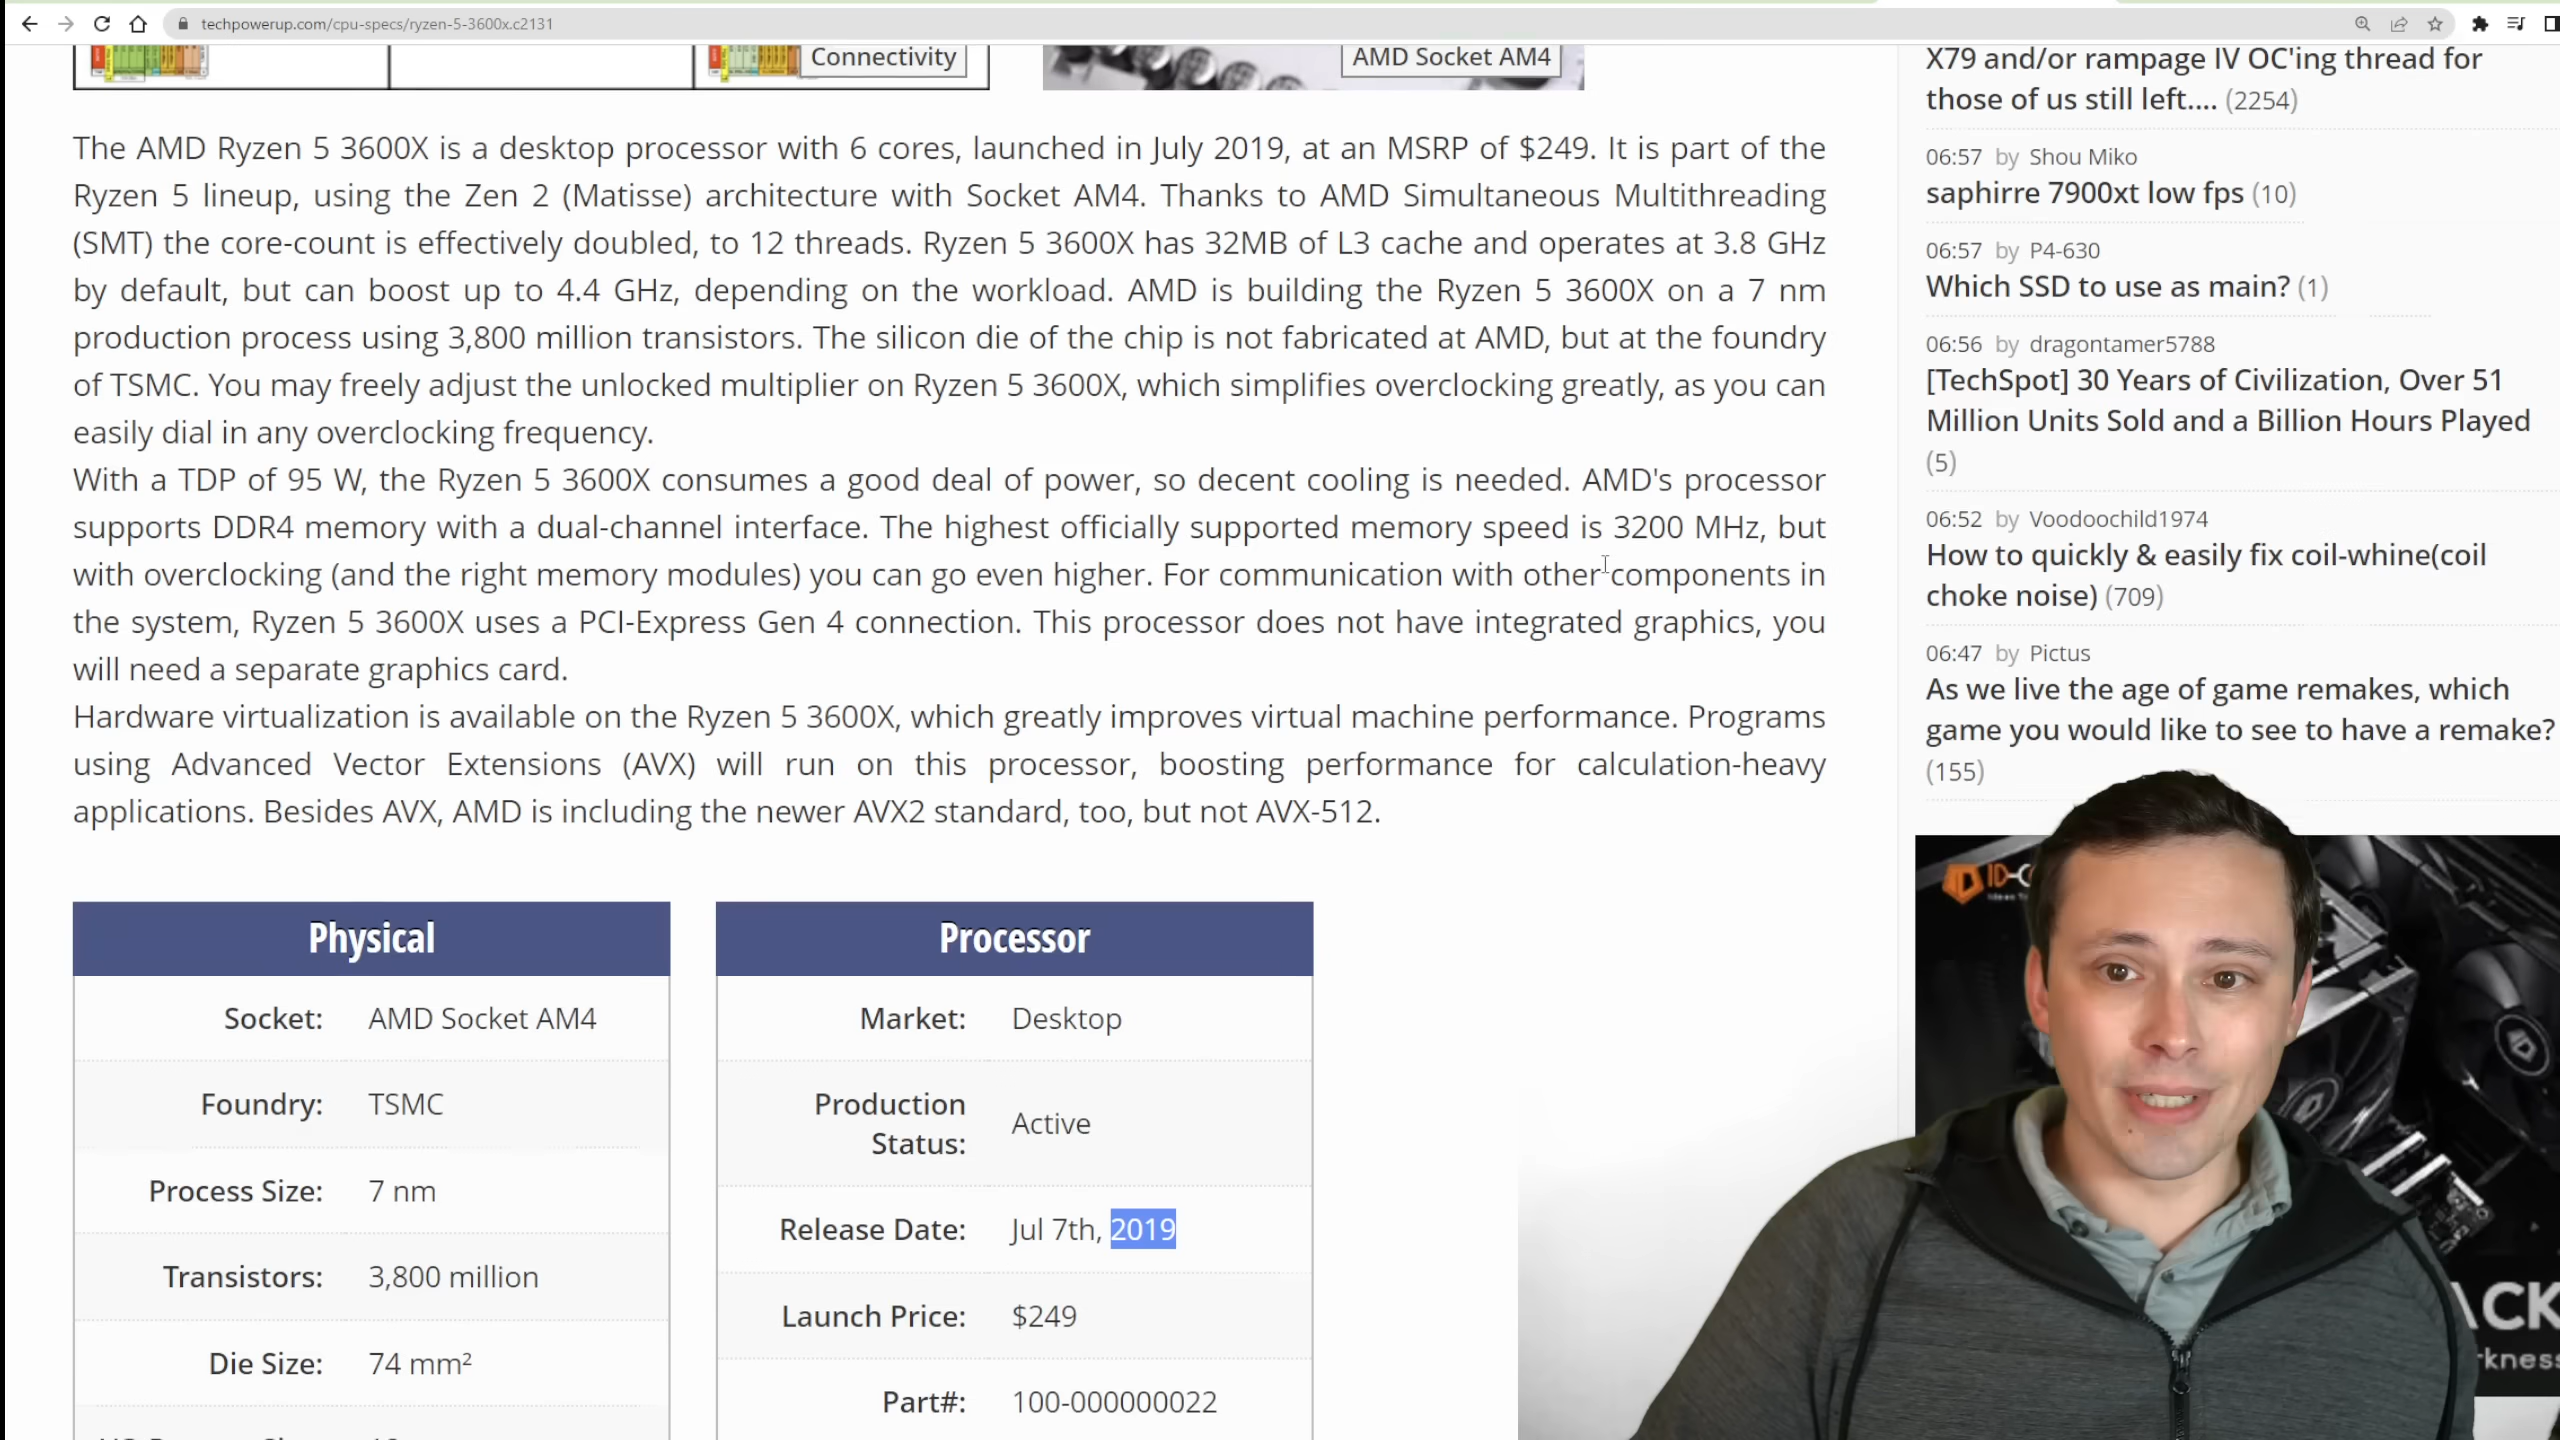 techpowerup.com/cpu-specs/ryzen-5-3600x.c2131
Connectivity
AMD Socket AM4
The AMD Ryzen 5 3600X is a desktop processor with 6 cores, launched in July 2019, at an MSRP of $249. It is part of the
Ryzen 5 lineup, using the Zen 2 (Matisse) architecture with Socket AM4. Thanks to AMD Simultaneous Multithreading
(SMT) the core-count is effectively doubled, to 12 threads. Ryzen 5 3600X has 32MB of L3 cache and operates at 3.8 GHz
by default, but can boost up to 4.4 GHz, depending on the workload. AMD is building the Ryzen 5 3600X on a 7 nm
production process using 3,800 million transistors. The silicon die of the chip is not fabricated at AMD, but at the foundry
of TSMC. You may freely adjust the unlocked multiplier on Ryzen 5 3600X, which simplifies overclocking greatly, as you can
easily dial in any overclocking frequency.
With a TDP of 95 W, the Ryzen 5 3600X consumes a good deal of power, so decent cooling is needed. AMD's processor
supports DDR4 memory with a dual-channel interface. The highest officially supported memory speed is 3200 MHz, but
with overclocking (and the right memory modules) you can go even higher. For communication with other components in
the system, Ryzen 5 3600X uses a PCI-Express Gen 4 connection. This processor does not have integrated graphics, you
will need a separate graphics card.
Hardware virtualization is available on the Ryzen 5 3600X, which greatly improves virtual machine performance. Programs
using Advanced Vector Extensions (AVX) will run on this processor, boosting performance for calculation-heavy
applications. Besides AVX, AMD is including the newer AVX2 standard, too, but not AVX-512.
Physical
Socket: AMD Socket AM4
Foundry: TSMC
Process Size: 7 nm
Transistors: 3,800 million
Die Size: 74 mm²
Processor
Market: Desktop
Production
Status: Active
Release Date: Jul 7th, 2019
Launch Price: $249
Part#: 100-000000022
X79 and/or rampage IV OC'ing thread for
those of us still left.... (2254)
06:57 by Shou Miko
saphirre 7900xt low fps (10)
06:57 by P4-630
Which SSD to use as main? (1)
06:56 by dragontamer5788
[TechSpot] 30 Years of Civilization, Over 51
Million Units Sold and a Billion Hours Played
(5)
06:52 by Voodoochild1974
How to quickly & easily fix coil-whine(coil
choke noise) (709)
06:47 by Pictus
As we live the age of game remakes, which
game you would like to see to have a remake?
(155)
ID-C
ACK
kness